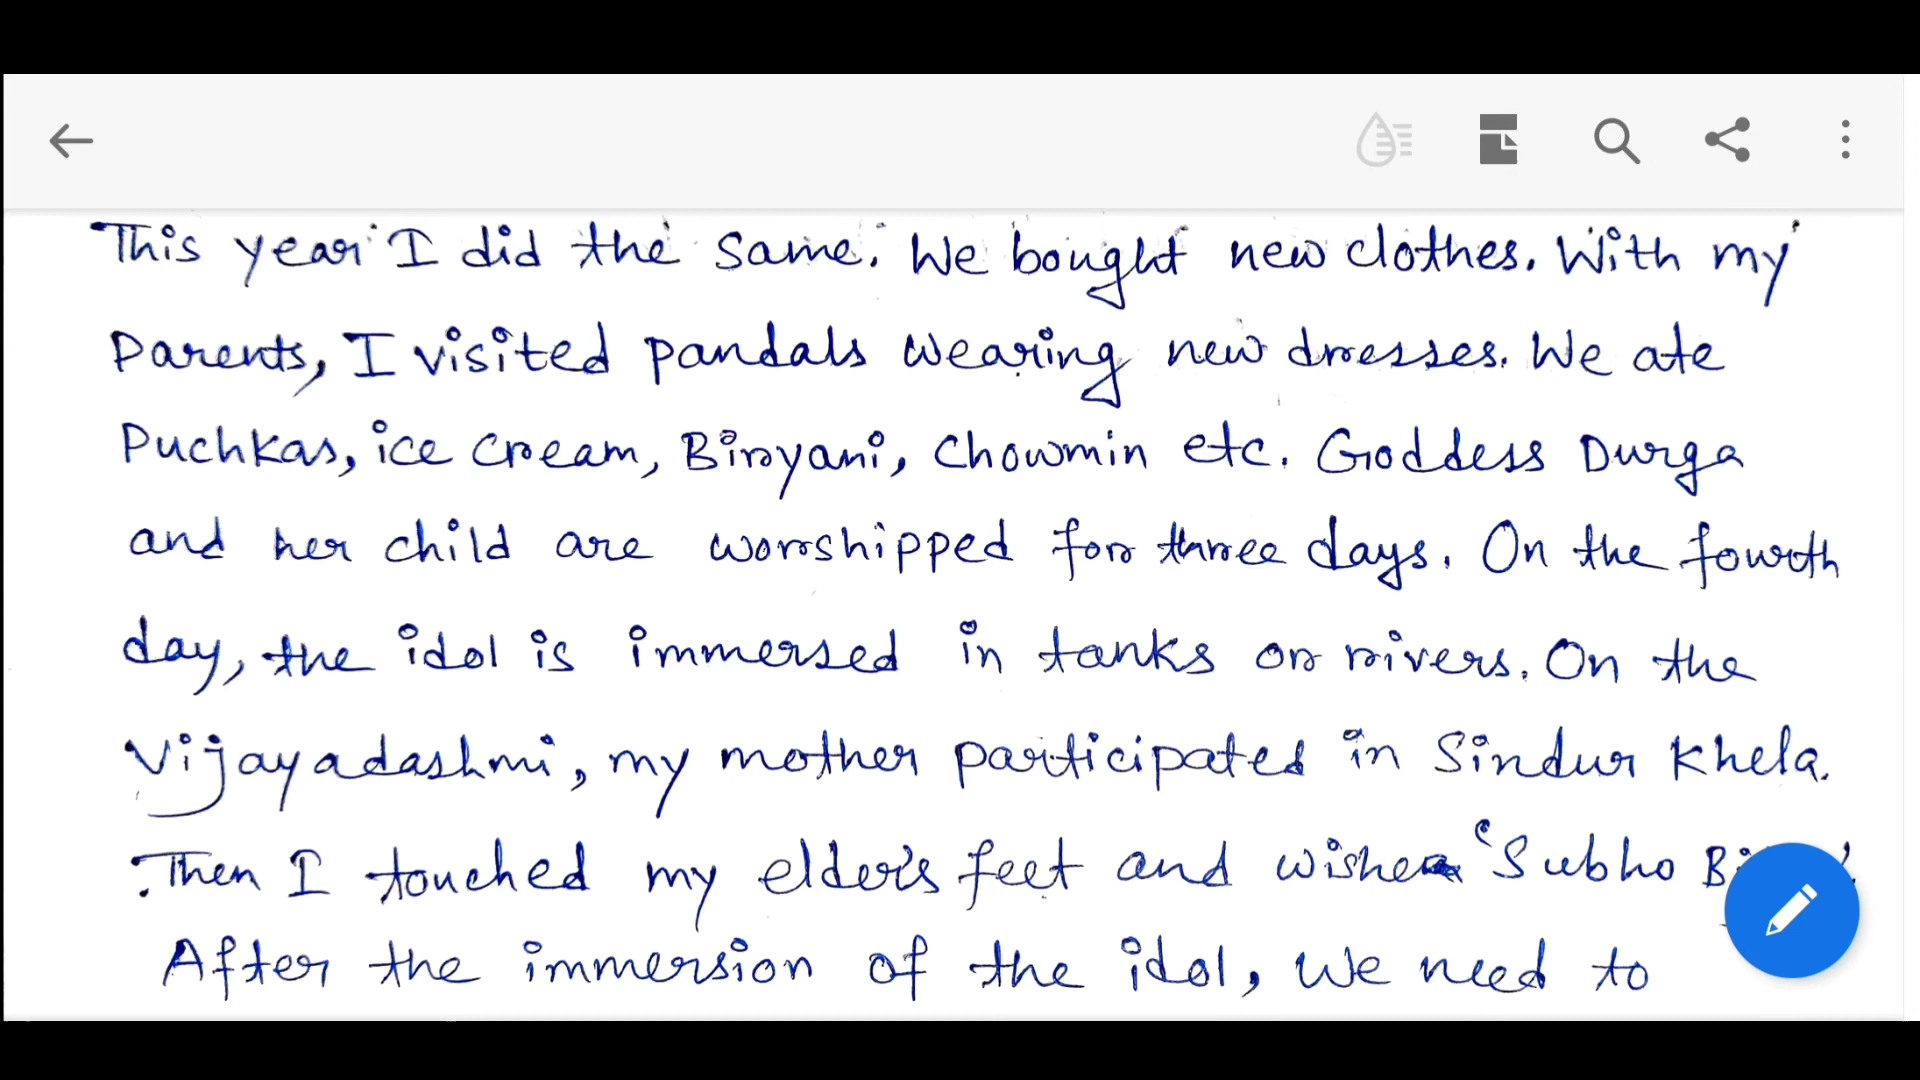 This year I did the same. We bought new clothes. With my
Parents, I visited pandals wearing new dresses. We ate
Puchkas, ice cream, Biryani, Chowmin etc. Goddess Durga
and her child are worshipped for three days. On the fourth
day, the idol is immersed in tanks or rivers. On the
Vijayadashmi, my mother participated in Sindur Khela.
Then I touched my elder's feet and wishe 'Subho
After the immersion of the idol, we need to